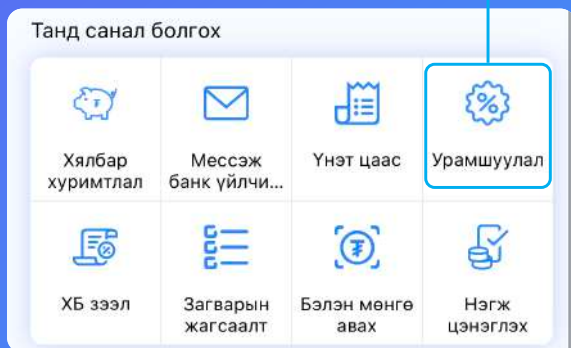 Танд санал болгох
Хялбар
хуримтлал
Мессэж
банк үйлчи...
Үнэт цаас
Урамшуулал
ХБ зээл
Загварын
жагсаалт
Бэлэн мөнгө
авах
Нэгж
цэнэглэх